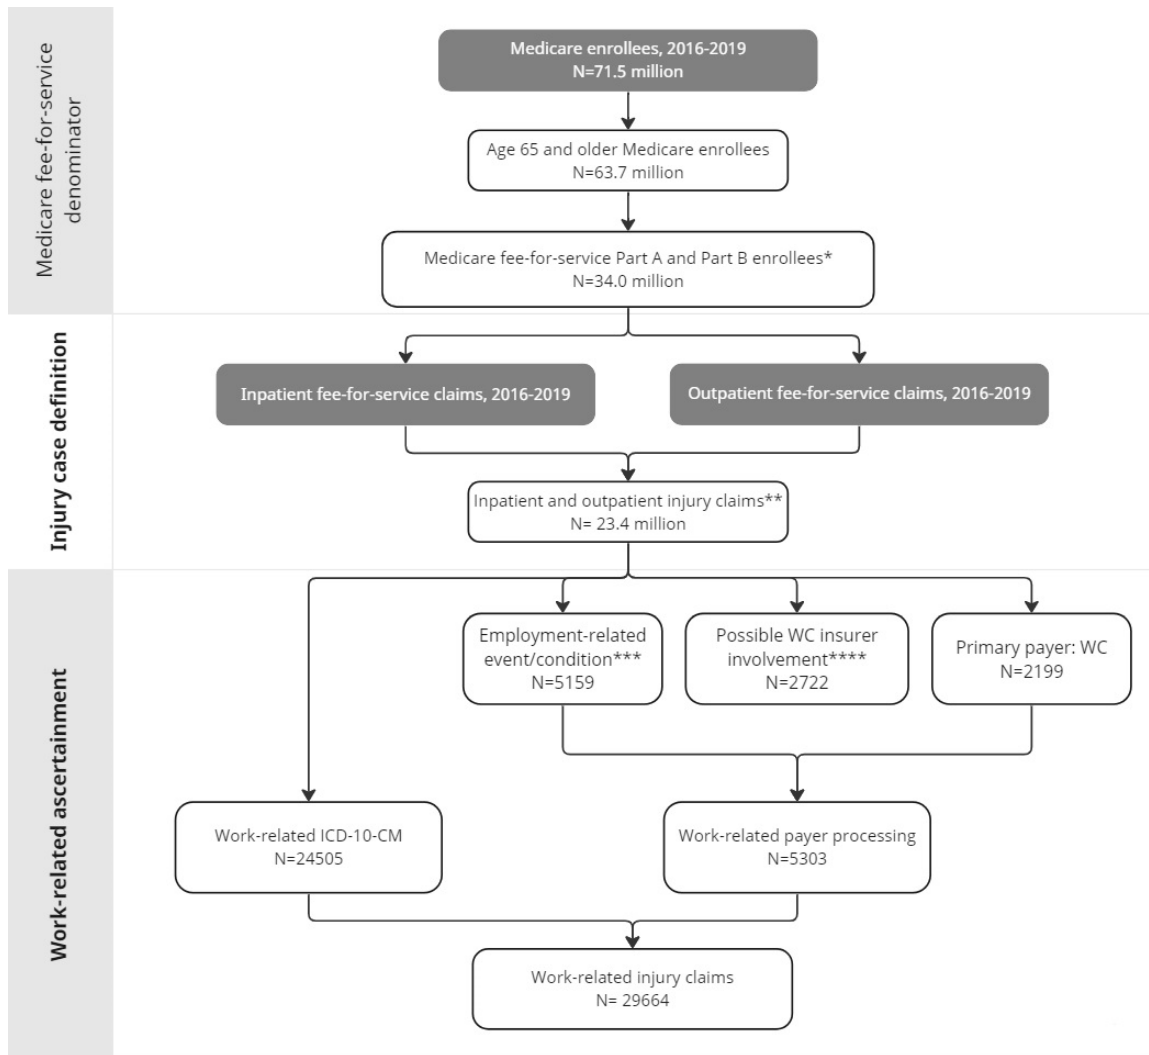 Medicare fee-for-service
denominator
Medicare enrollees, 2016-2019
N=71.5 million
Age 65 and older Medicare enrollees
N=63.7 million
Medicare fee-for-service Part A and Part B enrollees*
N=34.0 million
Injury case definition
Inpatient fee-for-service claims, 2016-2019
Outpatient fee-for-service claims, 2016-2019
Inpatient and outpatient injury claims**
N= 23.4 million
Work-related ascertainment
Employment-related
event/condition***
N=5159
Possible WC insurer
involvement****
N=2722
Primary payer: WC
N=2199
Work-related ICD-10-CM
N=24505
Work-related payer processing
N=5303
Work-related injury claims
N= 29664